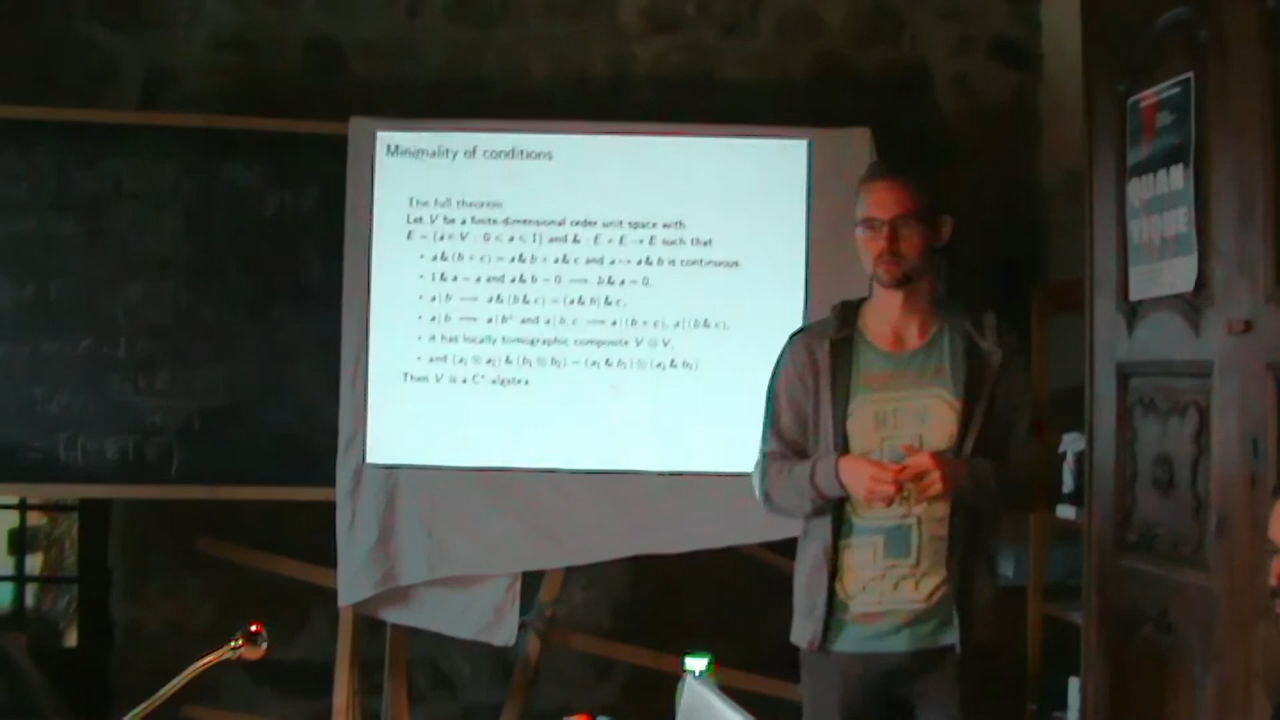 Minimality of conditions
The full theorem
Let V be a finite-dimensional order unit space with
E = {a ∈ V : 0 ≤ a ≤ 1} and & : E × E → E such that
• a & (b + c) = a & b + a & c and a ↦ a & b is continuous.
• 1 & a = a and a & b = 0 ⟹ b & a = 0.
• a | b ⟹ a & (b & c) = (a & b) & c.
• a | b ⟹ a | b⊥ and a | b, c ⟹ a | (b + c), a | (b & c).
• it has locally tomographic composite V ⊗ V,
• and (a₁ ⊗ a₂) & (b₁ ⊗ b₂) = (a₁ & b₁) ⊗ (a₂ & b₂)
Then V is a C*-algebra
QUAN
TIQUE